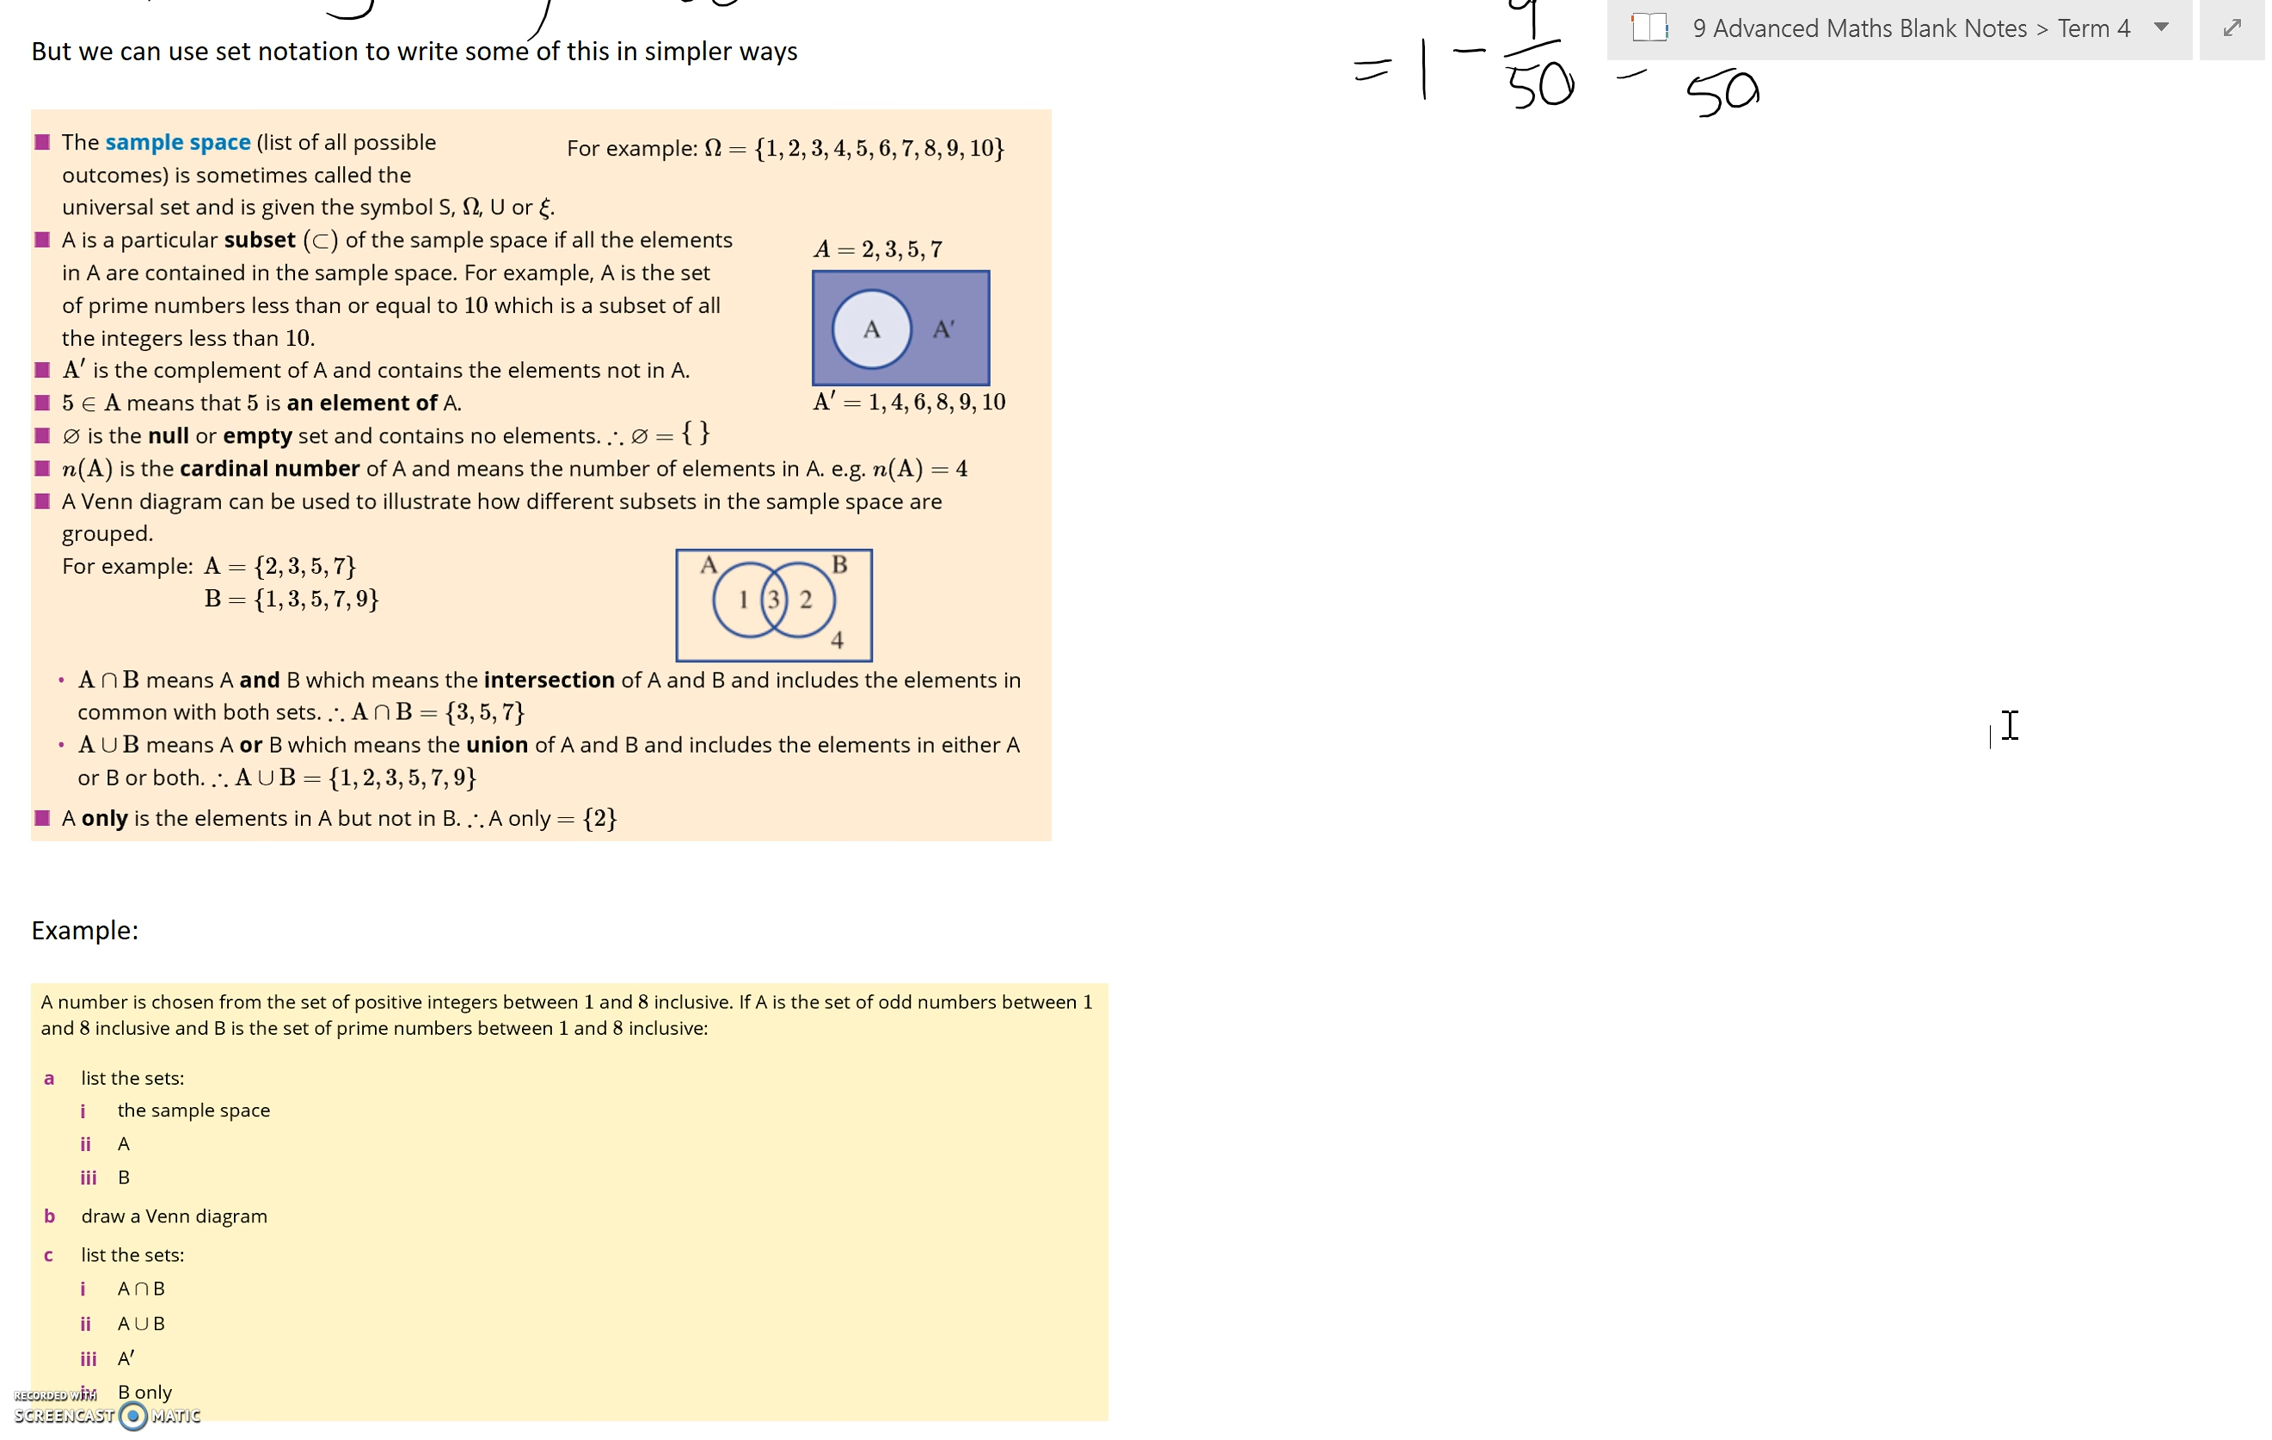 But we can use set notation to write some of this in simpler ways
= 1 - 9/50 = 50
9 Advanced Maths Blank Notes > Term 4
The sample space (list of all possible
outcomes) is sometimes called the
universal set and is given the symbol S, Ω, U or ξ.
For example: Ω = {1, 2, 3, 4, 5, 6, 7, 8, 9, 10}
A is a particular subset (⊂) of the sample space if all the elements
in A are contained in the sample space. For example, A is the set
of prime numbers less than or equal to 10 which is a subset of all
the integers less than 10.
A = 2, 3, 5, 7
A A′
A′ = 1, 4, 6, 8, 9, 10
A′ is the complement of A and contains the elements not in A.
5 ∈ A means that 5 is an element of A.
∅ is the null or empty set and contains no elements. ∴ ∅ = { }
n(A) is the cardinal number of A and means the number of elements in A. e.g. n(A) = 4
A Venn diagram can be used to illustrate how different subsets in the sample space are
grouped.
For example: A = {2, 3, 5, 7}
B = {1, 3, 5, 7, 9}
A B
1 3 2
4
• A ∩ B means A and B which means the intersection of A and B and includes the elements in
common with both sets. ∴ A ∩ B = {3, 5, 7}
• A ∪ B means A or B which means the union of A and B and includes the elements in either A
or B or both. ∴ A ∪ B = {1, 2, 3, 5, 7, 9}
A only is the elements in A but not in B. ∴ A only = {2}
Example:
A number is chosen from the set of positive integers between 1 and 8 inclusive. If A is the set of odd numbers between 1
and 8 inclusive and B is the set of prime numbers between 1 and 8 inclusive:
a list the sets:
i the sample space
ii A
iii B
b draw a Venn diagram
c list the sets:
i A ∩ B
ii A ∪ B
iii A′
B only
RECORDED WITH
SCREENCAST MATIC